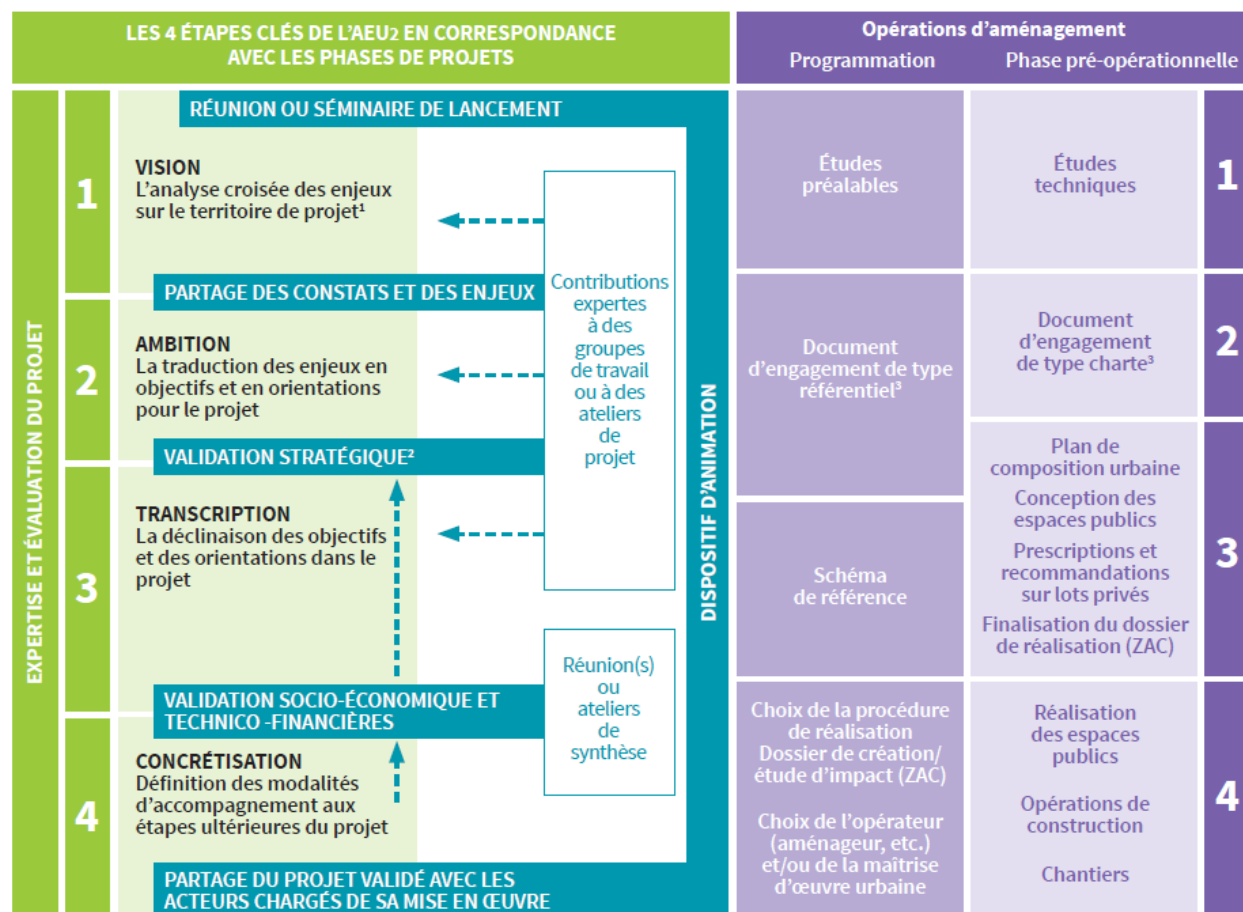 LES 4 ÉTAPES CLÉS DE L'AEU2 EN CORRESPONDANCE
AVEC LES PHASES DE PROJETS
Opérations d'aménagement
Programmation
Phase pré-opérationnelle
EXPERTISE ET ÉVALUATION DU PROJET
RÉUNION OU SÉMINAIRE DE LANCEMENT
1
VISION
L'analyse croisée des enjeux
sur le territoire de projet¹
PARTAGE DES CONSTATS ET DES ENJEUX
2
AMBITION
La traduction des enjeux en
objectifs et en orientations
pour le projet
VALIDATION STRATÉGIQUE²
3
TRANSCRIPTION
La déclinaison des objectifs
et des orientations dans le
projet
VALIDATION SOCIO-ÉCONOMIQUE ET
TECHNICO -FINANCIÈRES
4
CONCRÉTISATION
Définition des modalités
d'accompagnement aux
étapes ultérieures du projet
PARTAGE DU PROJET VALIDÉ AVEC LES
ACTEURS CHARGÉS DE SA MISE EN ŒUVRE
Contributions
expertes
à des
groupes
de travail
ou à des
ateliers
de
projet
Réunion(s)
ou
ateliers
de
synthèse
DISPOSITIF D'ANIMATION
Études
préalables
Études
techniques
1
Document
d'engagement de type
référentiel³
Document
d'engagement
de type charte³
2
Schéma
de référence
Plan de
composition urbaine
Conception des
espaces publics
Prescriptions et
recommandations
sur lots privés
Finalisation du dossier
de réalisation (ZAC)
3
Choix de la procédure
de réalisation
Dossier de création/
étude d'impact (ZAC)
Choix de l'opérateur
(aménageur, etc.)
et/ou de la maîtrise
d'œuvre urbaine
Réalisation
des espaces
publics
Opérations de
construction
Chantiers
4